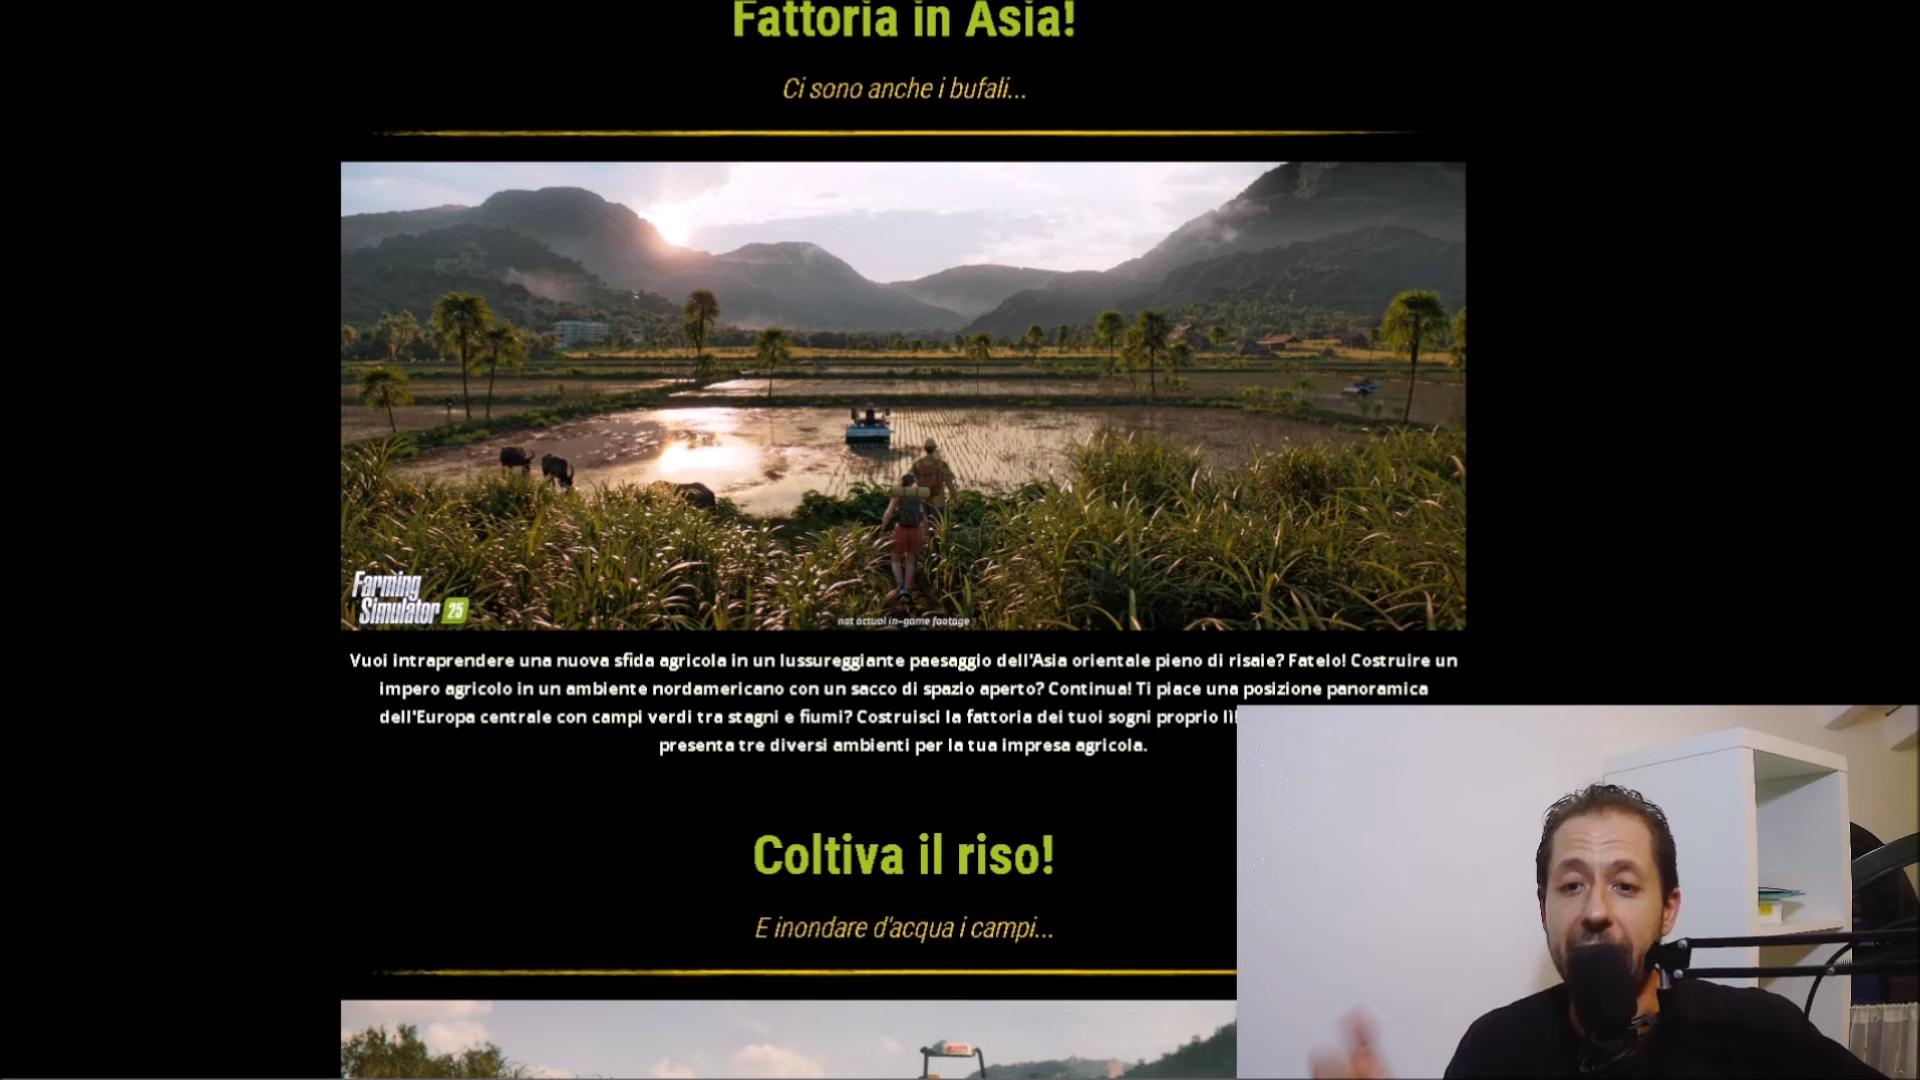 Fattoria in Asia!
Ci sono anche i bufali...
Farming
Simulator 25
not actual in-game footage
Vuoi intraprendere una nuova sfida agricola in un lussureggiante paesaggio dell'Asia orientale pieno di risaie? Fatelo! Costruire un
impero agricolo in un ambiente nordamericano con un sacco di spazio aperto? Continua! Ti piace una posizione panoramica
dell'Europa centrale con campi verdi tra stagni e fiumi? Costruisci la fattoria dei tuoi sogni proprio lì!
presenta tre diversi ambienti per la tua impresa agricola.
Coltiva il riso!
E inondare d'acqua i campi...